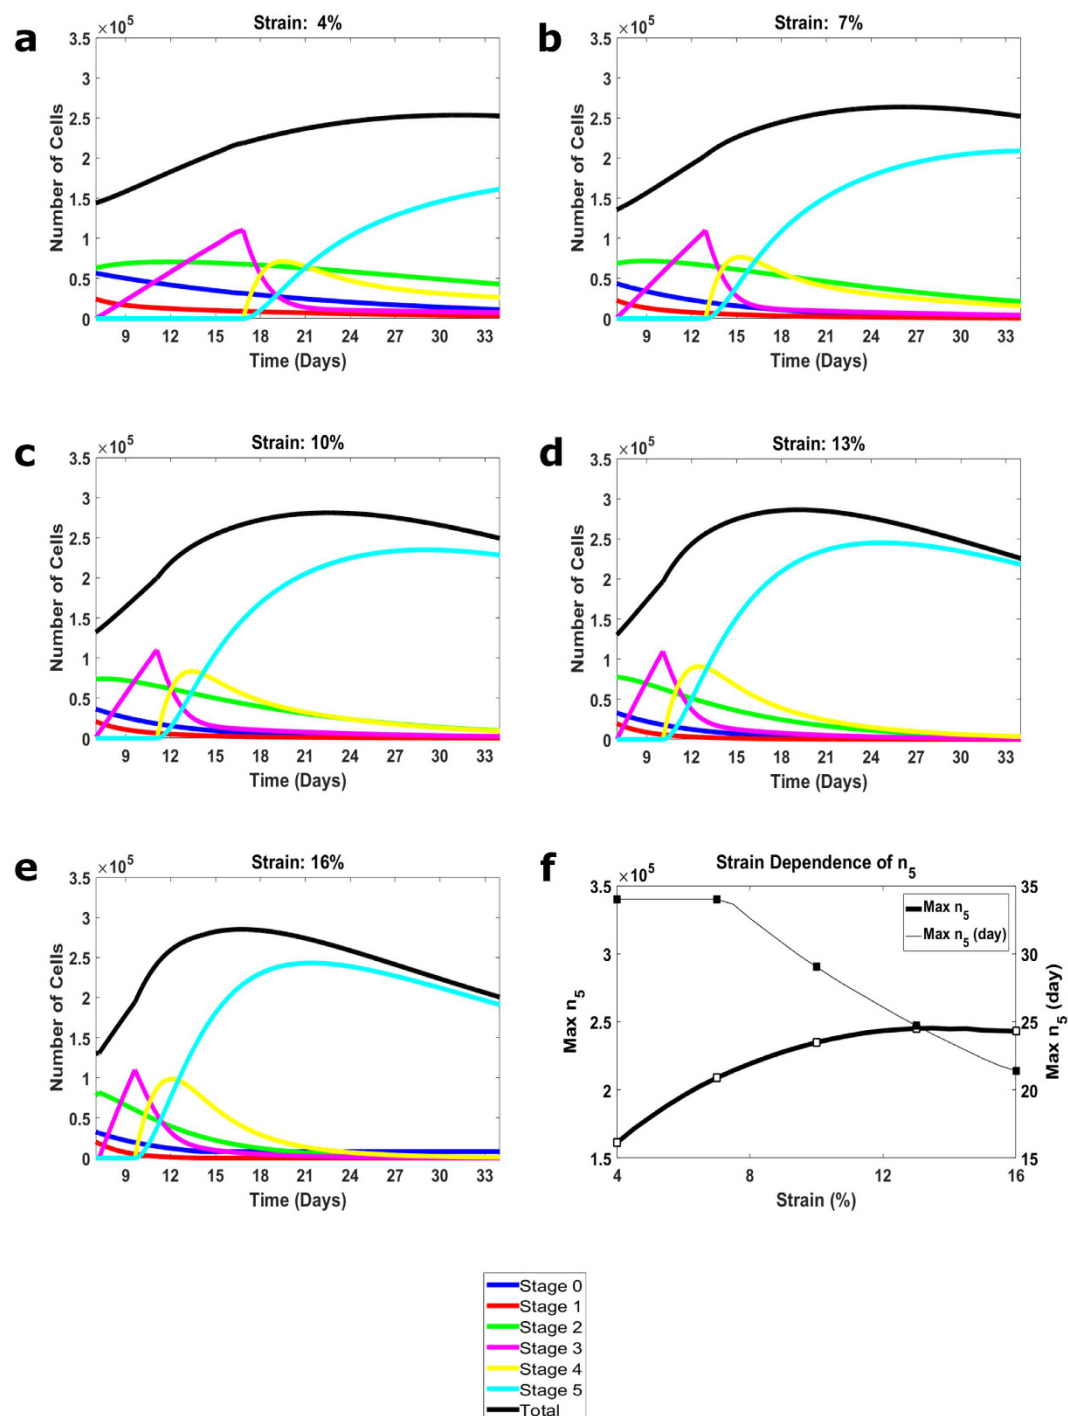 a
Strain: 4%
×10 5
3.5
3
2.5
2
1.5
1
0.5
0
Number of Cells
9 12 15 18 21 24 27 30 33
Time (Days)
b
Strain: 7%
×10 5
3.5
3
2.5
2
1.5
1
0.5
0
Number of Cells
9 12 15 18 21 24 27 30 33
Time (Days)
c
Strain: 10%
×10 5
3.5
3
2.5
2
1.5
1
0.5
0
Number of Cells
9 12 15 18 21 24 27 30 33
Time (Days)
d
Strain: 13%
×10 5
3.5
3
2.5
2
1.5
1
0.5
0
Number of Cells
9 12 15 18 21 24 27 30 33
Time (Days)
e
Strain: 16%
×10 5
3.5
3
2.5
2
1.5
1
0.5
0
Number of Cells
9 12 15 18 21 24 27 30 33
Time (Days)
f
Strain Dependence of n5
×10 5
3.5
3
2.5
2
1.5
Max n5
Max n5
Max n5 (day)
35
30
25
20
15
Max n5 (day)
4 8 12 16
Strain (%)
Stage 0
Stage 1
Stage 2
Stage 3
Stage 4
Stage 5
Total